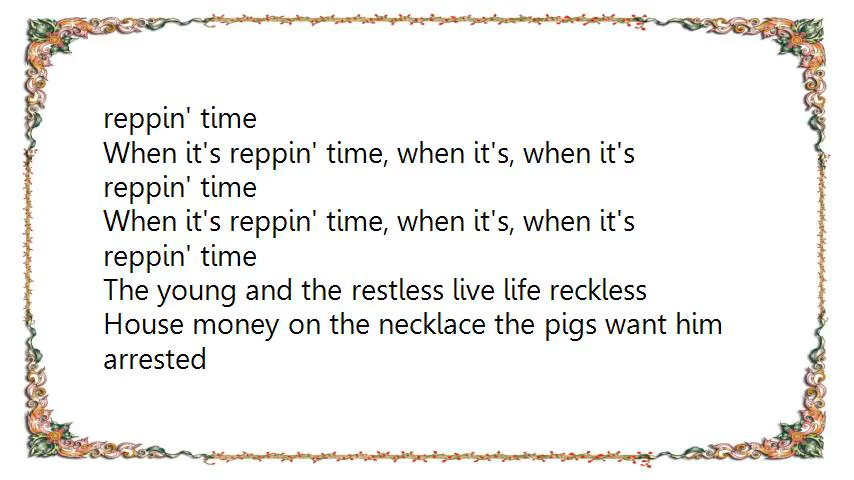 reppin' time
When it's reppin' time, when it's, when it's
reppin' time
When it's reppin' time, when it's, when it's
reppin' time
The young and the restless live life reckless
House money on the necklace the pigs want him
arrested